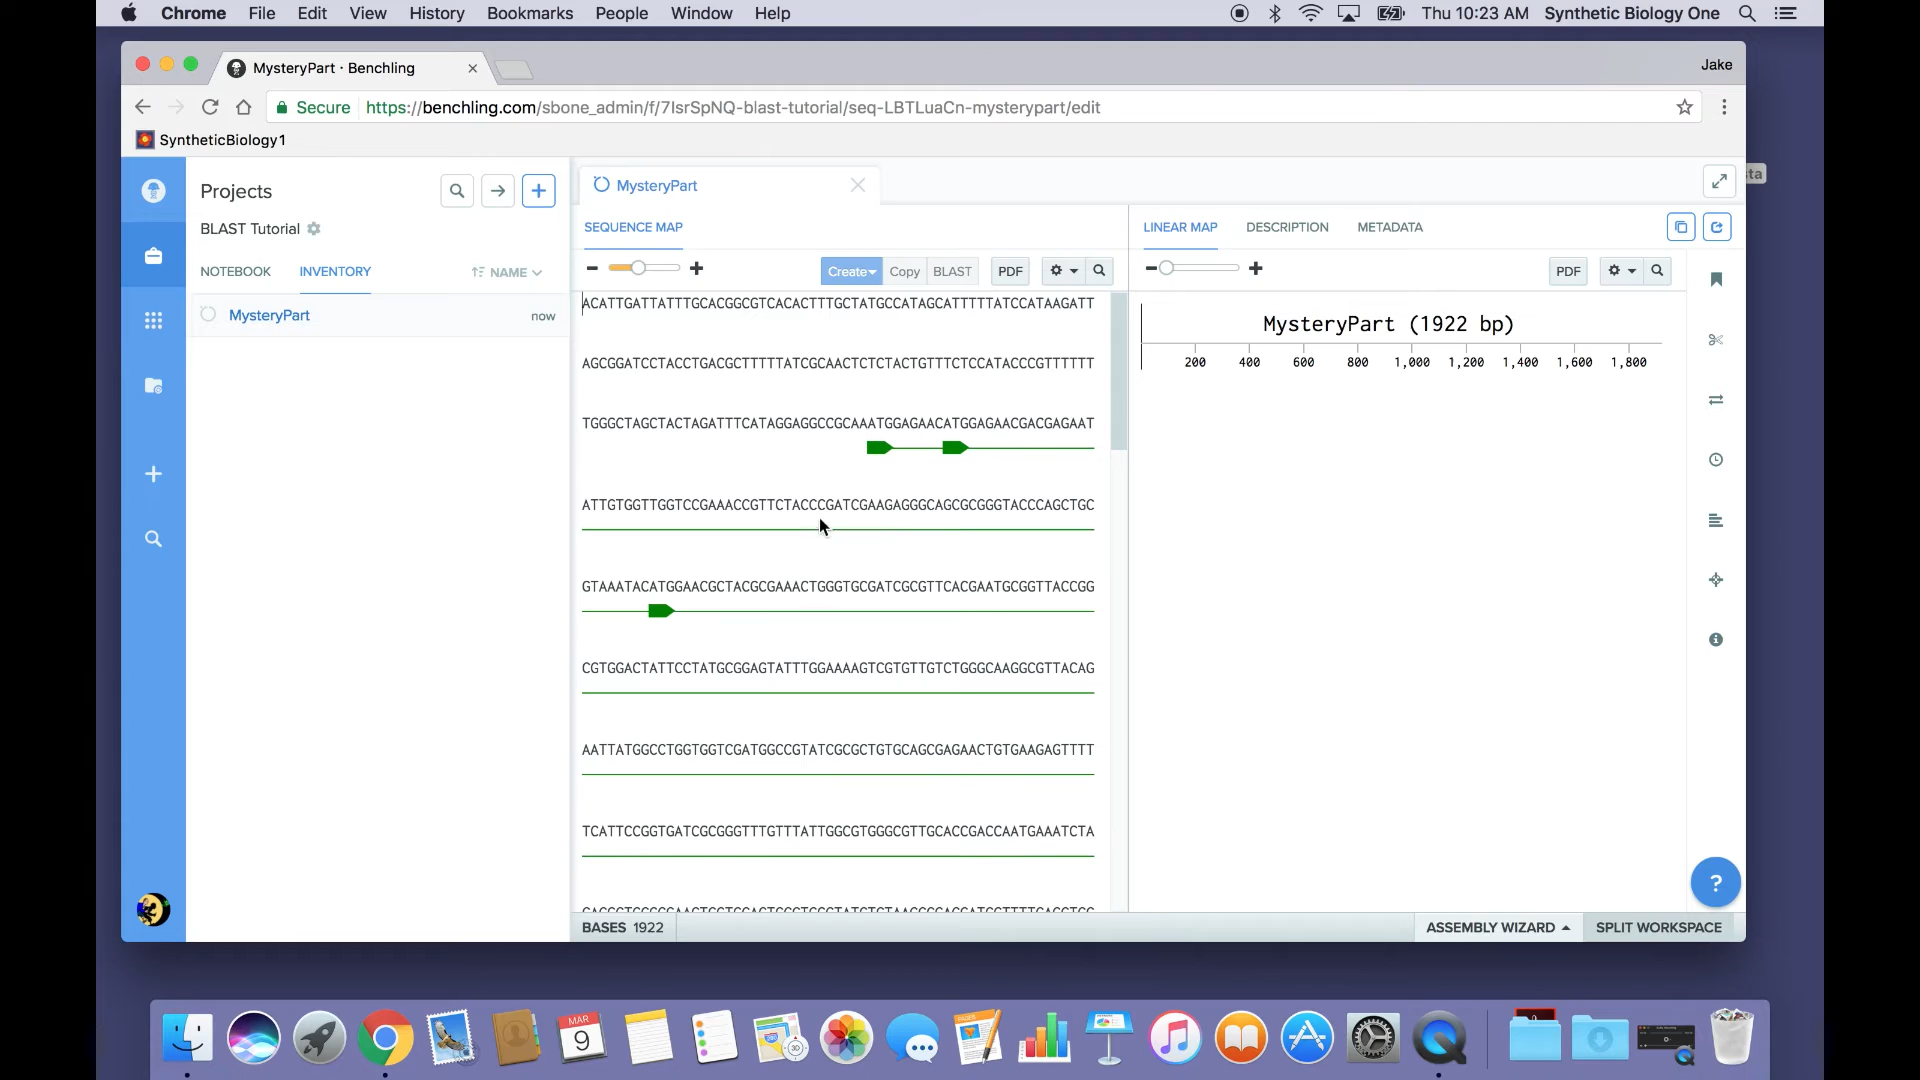 Chrome File Edit View History Bookmarks People Window Help Thu 10:23 AM Synthetic Biology One
MysteryPart · Benchling
Jake
Secure https://benchling.com/sbone_admin/f/7IsrSpNQ-blast-tutorial/seq-LBTLuaCn-mysterypart/edit
SyntheticBiology1
ta
Projects
MysteryPart
BLAST Tutorial
SEQUENCE MAP
LINEAR MAP DESCRIPTION METADATA
NOTEBOOK INVENTORY NAME
Create Copy BLAST PDF
PDF
MysteryPart now
ACATTGATTATTTGCACGGCGTCACACTTTGCTATGCCATAGCATTTTTATCCATAAGATT
AGCGGATCCTACCTGACGCTTTTTATCGCAACTCTCTACTGTTTCTCCATACCCGTTTTTT
TGGGCTAGCTACTAGATTTCATAGGAGGCCGCAAATGGAGAACATGGAGAACGACGAGAAT
ATTGTGGTTGGTCCGAAACCGTTCTACCCGATCGAAGAGGGCAGCGCGGGTACCCAGCTGC
GTAAATACATGGAACGCTACGCGAAACTGGGTGCGATCGCGTTCACGAATGCGGTTACCGG
CGTGGACTATTCCTATGCGGAGTATTTGGAAAAGTCGTGTTGTCTGGGCAAGGCGTTACAG
AATTATGGCCTGGTGGTCGATGGCCGTATCGCGCTGTGCAGCGAGAACTGTGAAGAGTTTT
TCATTCCGGTGATCGCGGGTTTGTTTATTGGCGTGGGCGTTGCACCGACCAATGAAATCTA
MysteryPart (1922 bp)
200 400 600 800 1,000 1,200 1,400 1,600 1,800
?
BASES 1922
ASSEMBLY WIZARD SPLIT WORKSPACE
MAR
9
PAGES